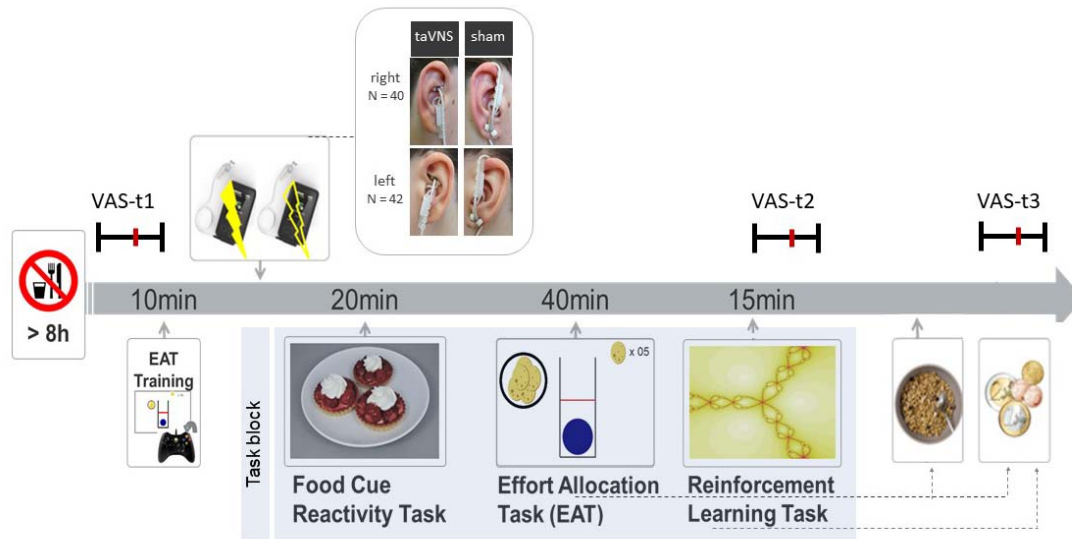 taVNS sham
right
N = 40
left
N = 42
VAS-t1
VAS-t2
VAS-t3
> 8h
10min
20min
40min
15min
EAT
Training
Task block
x 05
Food Cue
Reactivity Task
Effort Allocation
Task (EAT)
Reinforcement
Learning Task